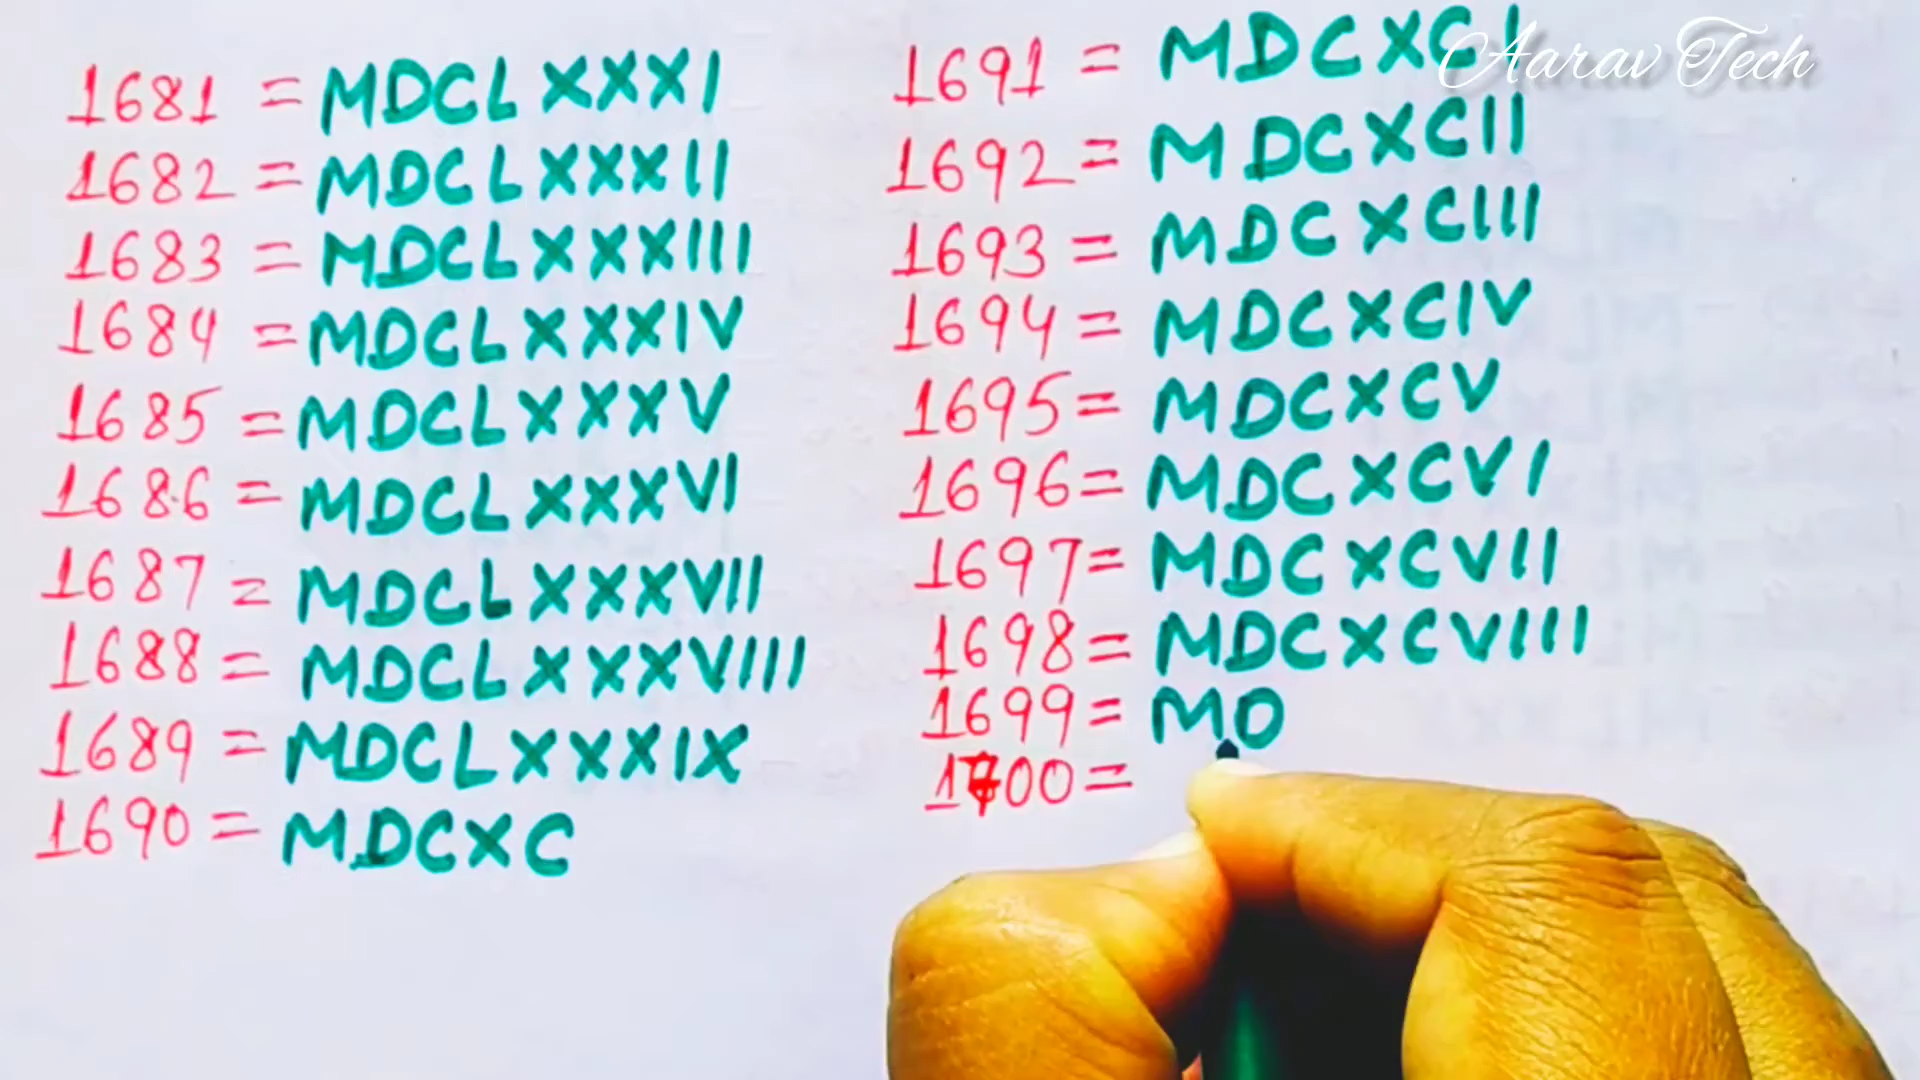 1681 = MDCLXXXI
1682 = MDCLXXXII
1683 = MDCLXXXIII
1684 = MDCLXXXIV
1685 = MDCLXXXV
1686 = MDCLXXXVI
1687 = MDCLXXXVII
1688 = MDCLXXXVIII
1689 = MDCLXXXIX
1690 = MDCXC
1691 = MDCXCI
1692 = MDCXCII
1693 = MDCXCIII
1694 = MDCXCIV
1695 = MDCXCV
1696 = MDCXCVI
1697 = MDCXCVII
1698 = MDCXCVIII
1699 = MD
1700 =
Aarav Tech